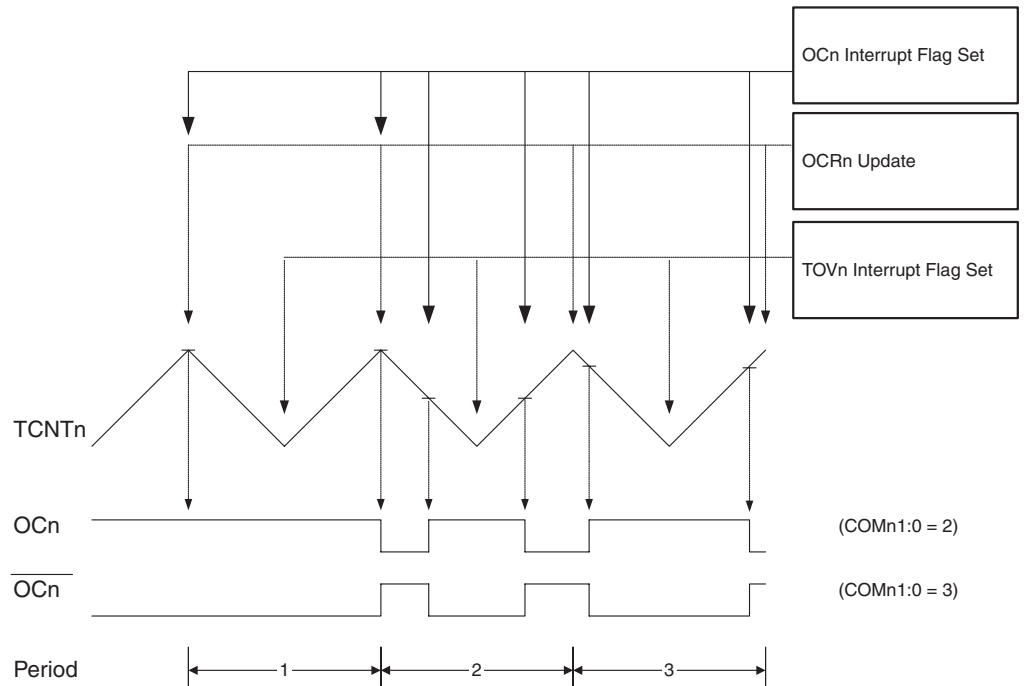 OCn Interrupt Flag Set
OCRn Update
TOVn Interrupt Flag Set
TCNTn
OCn
(COMn1:0 = 2)
OCn
(COMn1:0 = 3)
Period
1
2
3